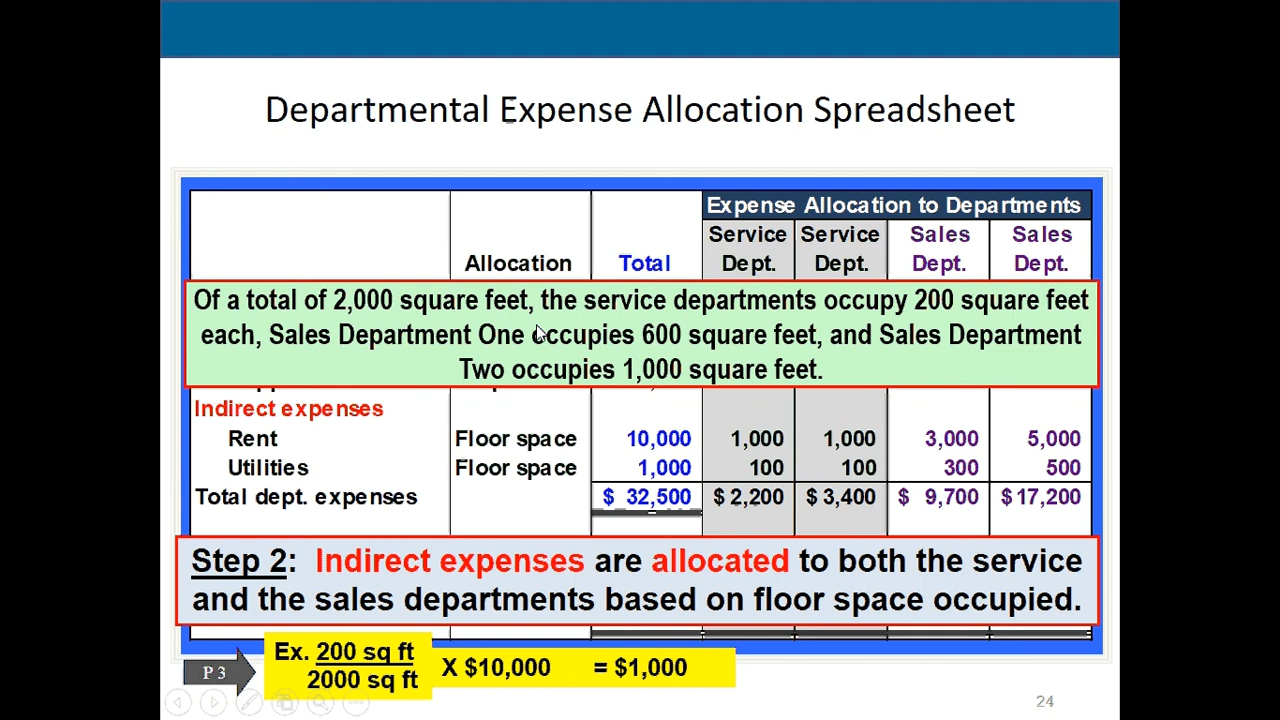 Departmental Expense Allocation Spreadsheet
Expense Allocation to Departments
Service Service Sales Sales
Allocation Total Dept. Dept. Dept. Dept.
Of a total of 2,000 square feet, the service departments occupy 200 square feet
each, Sales Department One occupies 600 square feet, and Sales Department
Two occupies 1,000 square feet.
Indirect expenses
Rent Floor space 10,000 1,000 1,000 3,000 5,000
Utilities Floor space 1,000 100 100 300 500
Total dept. expenses $ 32,500 $ 2,200 $ 3,400 $ 9,700 $ 17,200
Step 2: Indirect expenses are allocated to both the service
and the sales departments based on floor space occupied.
Ex. 200 sq ft
2000 sq ft
X $10,000 = $1,000
P 3
24